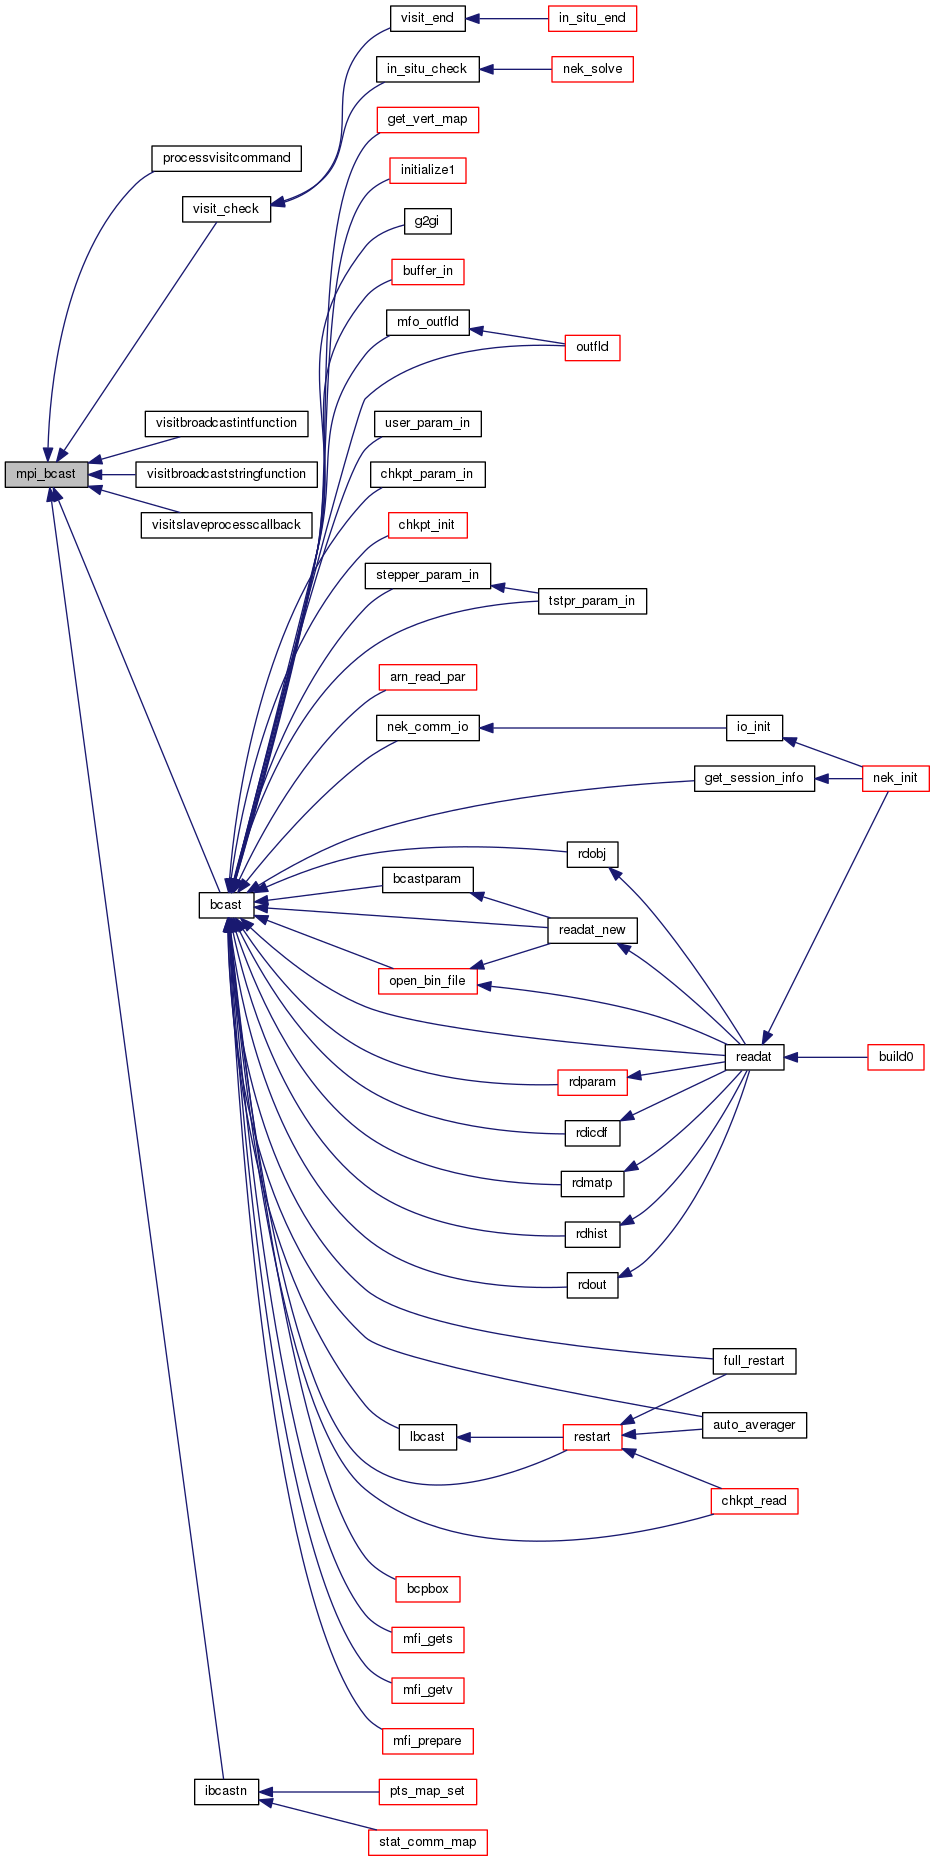 visit_end
in_situ_end
in_situ_check
nek_solve
get_vert_map
processvisitcommand
initialize1
visit_check
g2gi
buffer_in
mfo_outfld
outfld
visitbroadcastintfunction
user_param_in
mpi_bcast
visitbroadcaststringfunction
chkpt_param_in
visitslaveprocesscallback
chkpt_init
stepper_param_in
tstpr_param_in
arn_read_par
nek_comm_io
io_init
get_session_info
nek_init
rdobj
bcastparam
bcast
readat_new
open_bin_file
readat
build0
rdparam
rdicdf
rdmatp
rdhist
rdout
full_restart
auto_averager
lbcast
restart
chkpt_read
bcpbox
mfi_gets
mfi_getv
mfi_prepare
ibcastn
pts_map_set
stat_comm_map